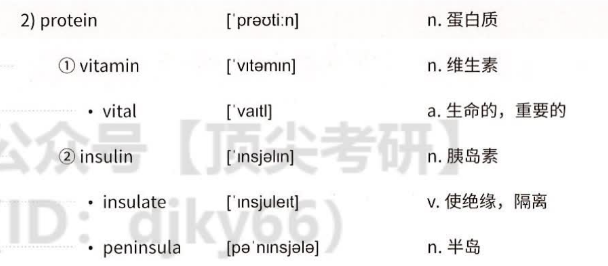 2) protein [ˈprəʊtiːn] n. 蛋白质
① vitamin [ˈvɪtəmɪn] n. 维生素
• vital [ˈvaɪtl] a. 生命的，重要的
公众号【顶尖考研】
② insulin [ˈɪnsjəlɪn] n. 胰岛素
• insulate [ˈɪnsjuleɪt] v. 使绝缘，隔离
(ID：djky66)
• peninsula [pəˈnɪnsjələ] n. 半岛